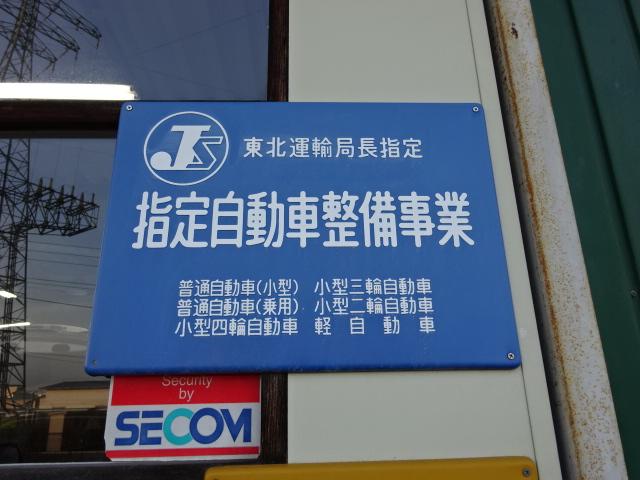 JS 東北運輸局長指定
指定自動車整備事業
普通自動車(小型) 小型三輪自動車
普通自動車(乗用) 小型二輪自動車
小型四輪自動車 軽自動車
Security
by
SECOM